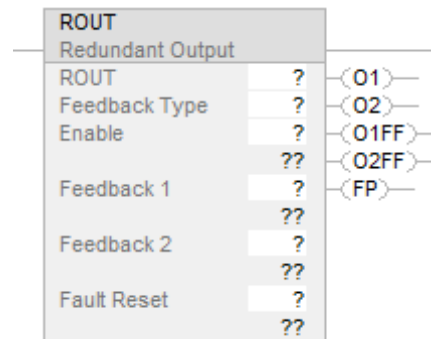 ROUT
Redundant Output
ROUT ? O1
Feedback Type ? O2
Enable ? O1FF
?? O2FF
Feedback 1 ? FP
??
Feedback 2 ?
??
Fault Reset ?
??